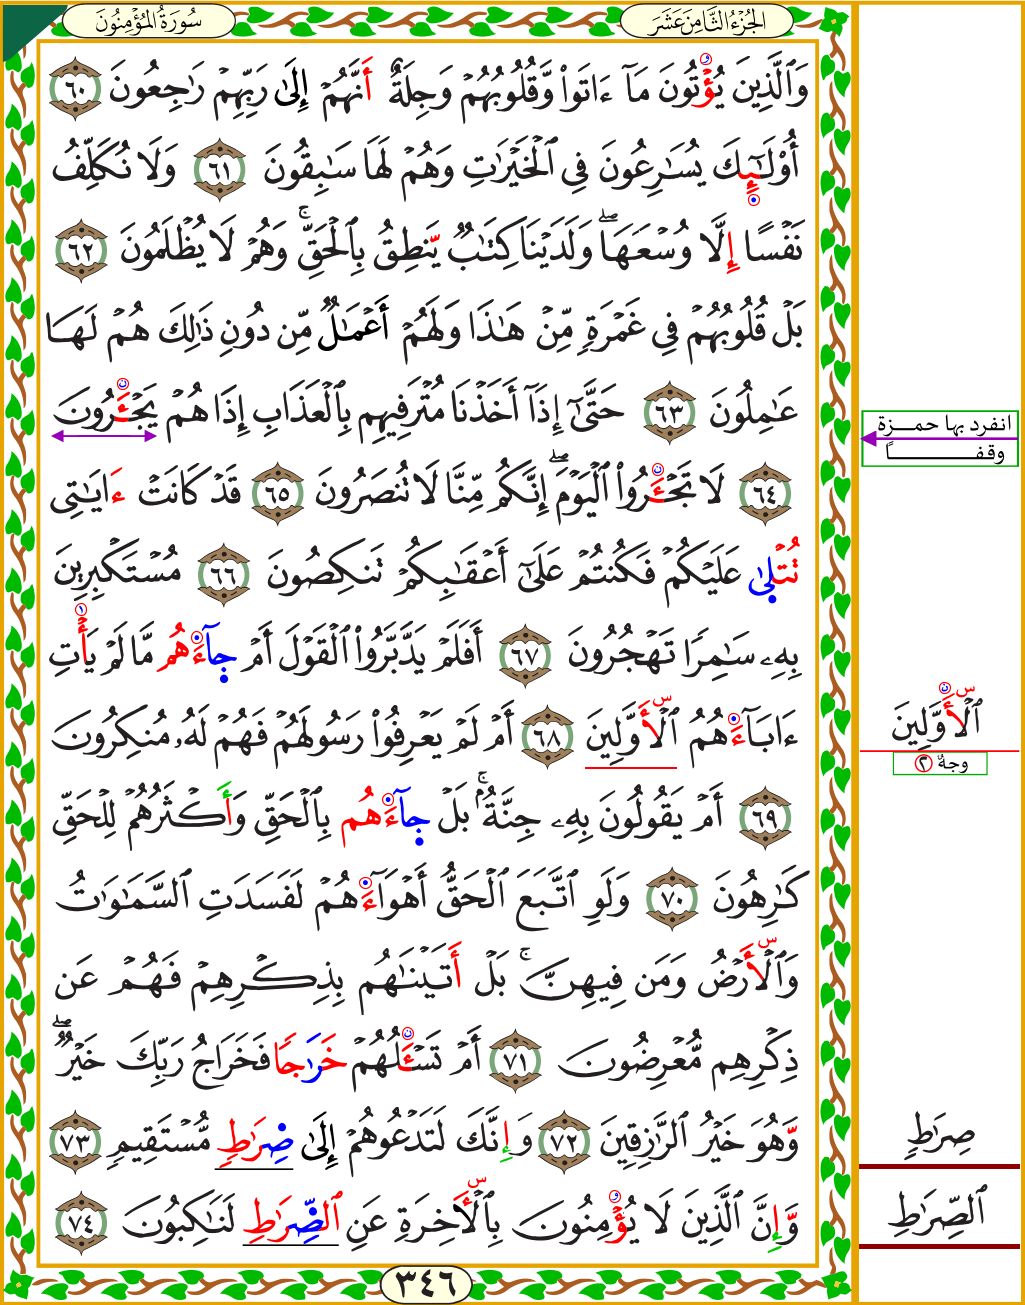 سُورَةُ المُؤْمِنُونَ
الجُزْءُ الثَّامِنَ عَشَرَ
وَٱلَّذِينَ يُؤۡتُونَ مَآ ءَاتَواْ وَّقُلُوبُهُمۡ وَجِلَةٌ أَنَّهُمۡ إِلَىٰ رَبِّهِمۡ رَٰجِعُونَ ٦٠
أُوْلَـٰٓئِكَ يُسَـٰرِعُونَ فِي ٱلۡخَيۡرَٰتِ وَهُمۡ لَهَا سَـٰبِقُونَ ٦١ وَلَا نُكَلِّفُ
نَفۡسًا إِلَّا وُسۡعَهَاۖ وَلَدَيۡنَا كِتَٰبٌ يَنطِقُ بِٱلۡحَقِّۚ وَهُمۡ لَا يُظۡلَمُونَ ٦٢
بَلۡ قُلُوبُهُمۡ فِي غَمۡرَةٍ مِّنۡ هَـٰذَا وَلَهُمۡ أَعۡمَـٰلٌ مِّن دُونِ ذَٰلِكَ هُمۡ لَهَا
عَـٰمِلُونَ ٦٣ حَتَّىٰٓ إِذَآ أَخَذۡنَا مُتۡرَفِيهِم بِٱلۡعَذَابِ إِذَا هُمۡ يَجۡـَٔرُونَ
٦٤ لَا تَجۡـَٔرُواْ ٱلۡيَوۡمَۖ إِنَّكُم مِّنَّا لَا تُنصَرُونَ ٦٥ قَدۡ كَانَتۡ ءَايَـٰتِي
تُتۡلَىٰ عَلَيۡكُمۡ فَكُنتُمۡ عَلَىٰٓ أَعۡقَـٰبِكُمۡ تَنكِصُونَ ٦٦ مُسۡتَكۡبِرِينَ
بِهِۦ سَـٰمِرًا تَهۡجُرُونَ ٦٧ أَفَلَمۡ يَدَّبَّرُواْ ٱلۡقَوۡلَ أَمۡ جَآءَهُم مَّا لَمۡ يَأۡتِ
ءَابَآءَهُمُ ٱلۡأَوَّلِينَ ٦٨ أَمۡ لَمۡ يَعۡرِفُواْ رَسُولَهُمۡ فَهُمۡ لَهُۥ مُنكِرُونَ
٦٩ أَمۡ يَقُولُونَ بِهِۦ جِنَّةُۢۚ بَلۡ جَآءَهُم بِٱلۡحَقِّ وَأَكۡثَرُهُمۡ لِلۡحَقِّ
كَـٰرِهُونَ ٧٠ وَلَوِ ٱتَّبَعَ ٱلۡحَقُّ أَهۡوَآءَهُمۡ لَفَسَدَتِ ٱلسَّمَـٰوَٰتُ
وَٱلۡأَرۡضُ وَمَن فِيهِنَّۚ بَلۡ أَتَيۡنَـٰهُم بِذِكۡرِهِمۡ فَهُمۡ عَن
ذِكۡرِهِم مُّعۡرِضُونَ ٧١ أَمۡ تَسۡـَٔلُهُمۡ خَرَٰجًا فَخَرَاجُ رَبِّكَ خَيۡرٌۖ
وَّهُوَ خَيۡرُ ٱلرَّٰزِقِينَ ٧٢ وَإِنَّكَ لَتَدۡعُوهُمۡ إِلَىٰ صِرَٰطٍ مُّسۡتَقِيمٍ ٧٣
وَّإِنَّ ٱلَّذِينَ لَا يُؤۡمِنُونَ بِٱلۡأَخِرَةِ عَنِ ٱلصِّرَٰطِ لَنَـٰكِبُونَ ٧٤
٣٤٦
انفرد بها حمـزة
وقفـًا
ٱلۡأَوَّلِينَ
وجهٌ ٢
صِرَٰطٍ
ٱلصِّرَٰطِ